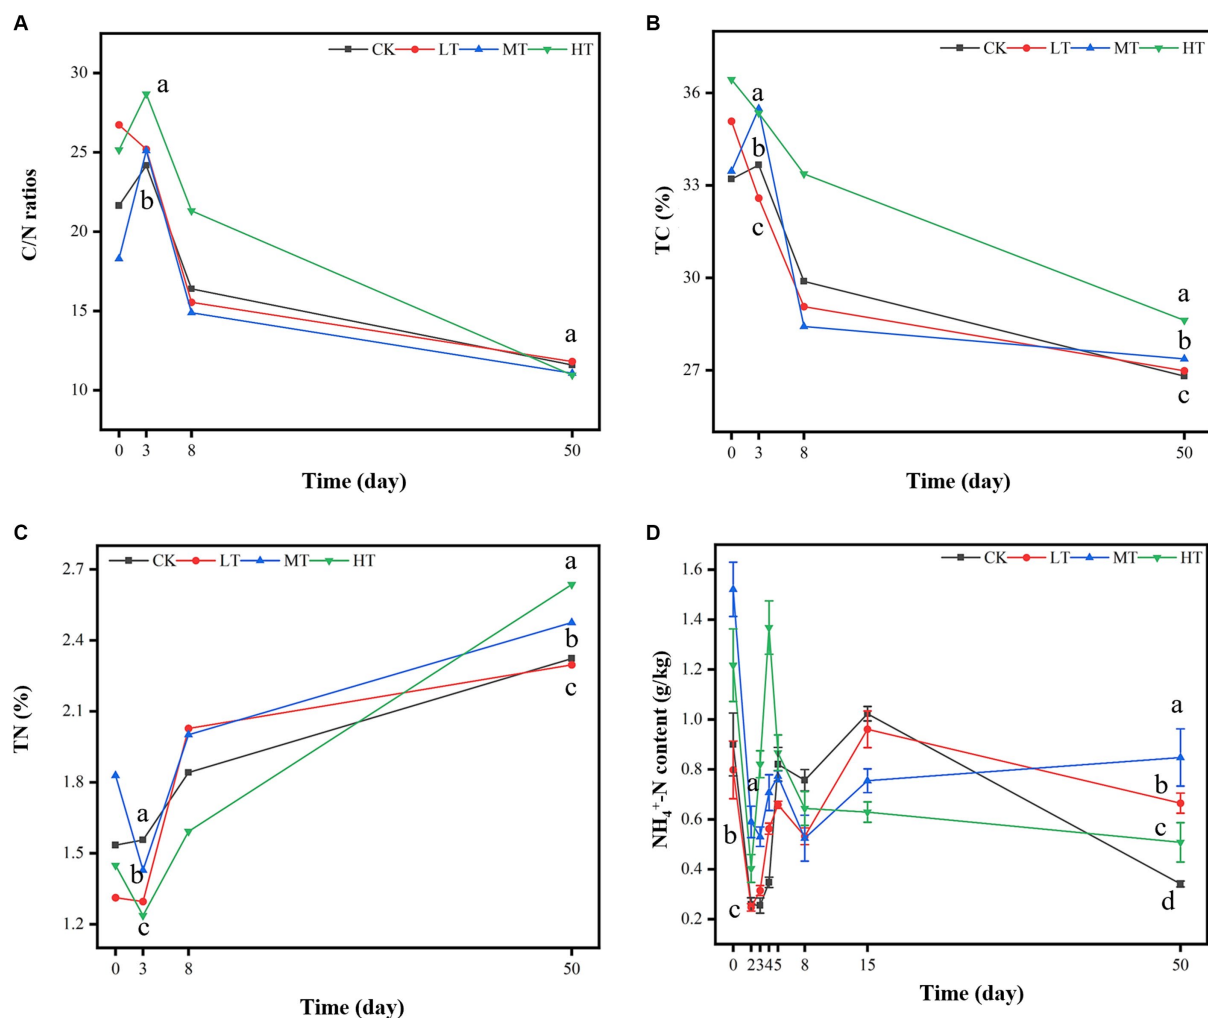 A
CK LT MT HT
30
25
20
15
10
C/N ratios
a
b
a
0 3 8 50
Time (day)
B
CK LT MT HT
36
33
30
27
TC (%)
a
b
c
a
b
c
0 3 8 50
Time (day)
C
CK LT MT HT
2.7
2.4
2.1
1.8
1.5
1.2
TN (%)
a
b
c
a
b
c
0 3 8 50
Time (day)
D
CK LT MT HT
1.6
1.4
1.2
1.0
0.8
0.6
0.4
0.2
NH₄⁺-N content (g/kg)
a
b
c
a
b
c
d
0 2 3 4 5 8 15 50
Time (day)